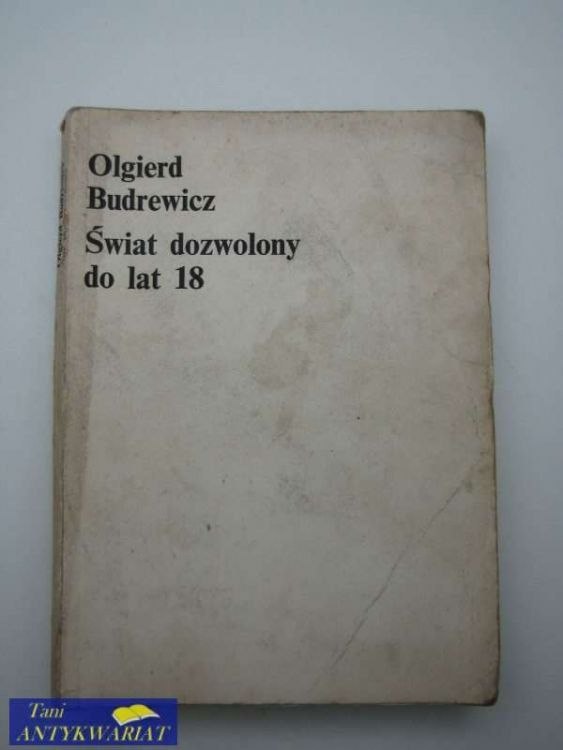 Olgierd
Budrewicz
Świat dozwolony
do lat 18
Tani
ANTYKWARIAT